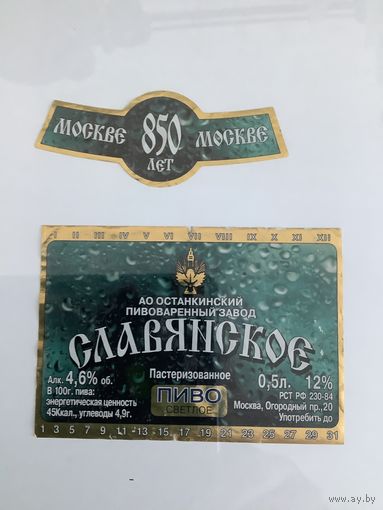 МОСКВЕ 850 МОСКВЕ
ЛЕТ
I II III IV V VI VII VIII IX X XI XII
АО ОСТАНКИНСКИЙ
ПИВОВАРЕННЫЙ ЗАВОД
СЛАВЯНСКОЕ
Алк. 4,6% об.
В 100г. пива:
энергетическая ценность
45Ккал., углеводы 4,9г.
Пастеризованное
ПИВО
СВЕТЛОЕ
0,5л. 12%
РСТ РФ 230-84
Москва, Огородный пр.,20
Употребить до
1 3 5 7 9 11 13 15 17 19 21 23 25 27 29 31
www.ay.by